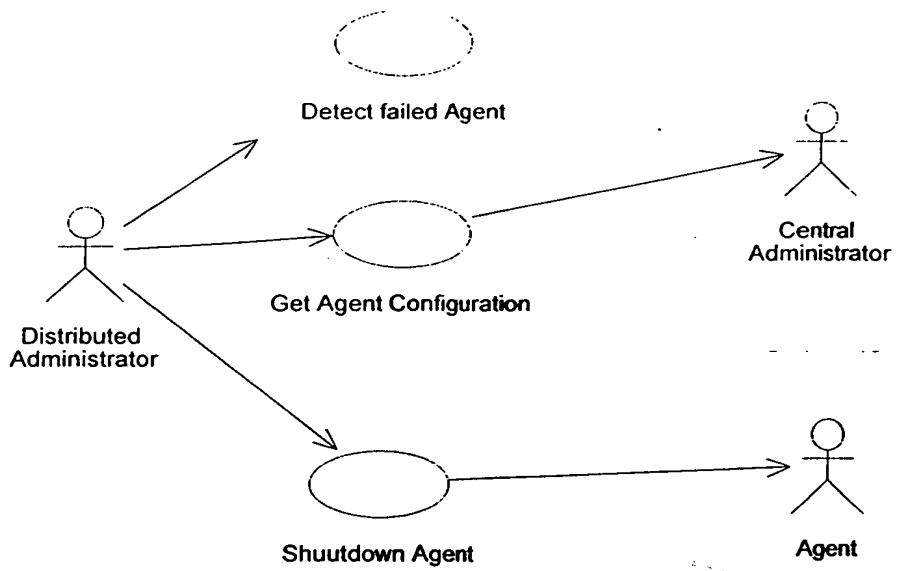 Detect failed Agent
Central
Administrator
Get Agent Configuration
Distributed
Administrator
Shuutdown Agent
Agent